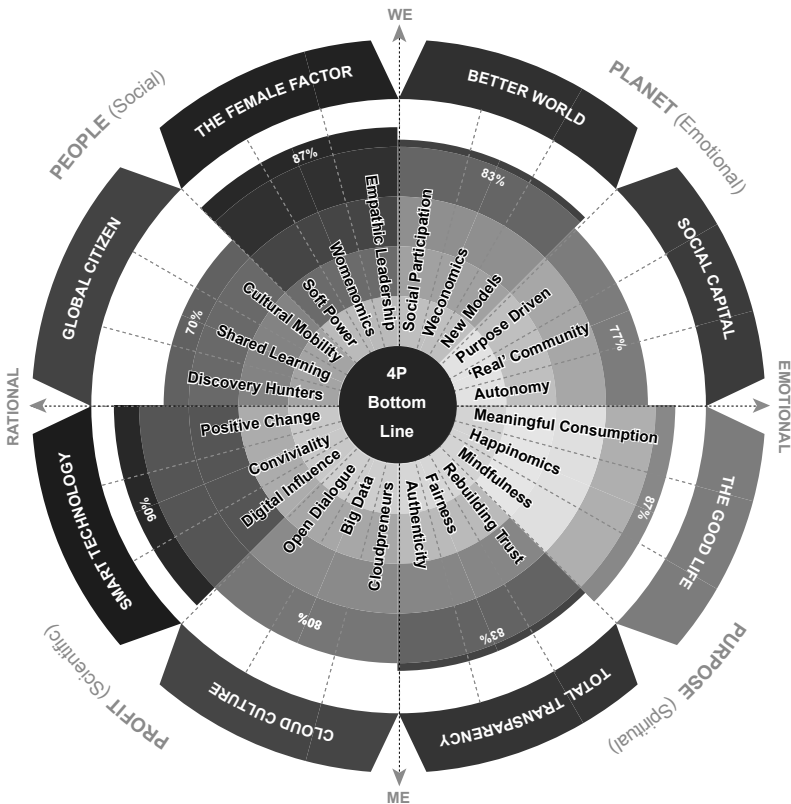 WE
THE FEMALE FACTOR
BETTER WORLD
PEOPLE (Social)
PLANET (Emotional)
GLOBAL CITIZEN
SOCIAL CAPITAL
87%
83%
70%
77%
Empathic Leadership
Womenomics
Soft Power
Social Participation
Weconomics
New Models
Cultural Mobility
Shared Learning
Discovery Hunters
Purpose Driven
'Real' Community
Autonomy
RATIONAL
4P
Bottom
Line
EMOTIONAL
Positive Change
Conviviality
Digital Influence
Meaningful Consumption
Happinomics
Mindfulness
Open Dialogue
Big Data
Cloudpreneurs
Rebuilding Trust
Fairness
Authenticity
90%
87%
80%
83%
SMART TECHNOLOGY
THE GOOD LIFE
PROFIT (Scientific)
PURPOSE (Spiritual)
CLOUD CULTURE
TOTAL TRANSPARENCY
ME